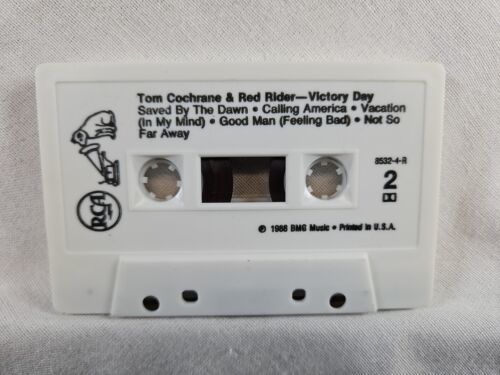 Tom Cochrane & Red Rider—Victory Day
Saved By The Dawn • Calling America • Vacation
(In My Mind) • Good Man (Feeling Bad) • Not So
Far Away
8532-4-R
2
RCA
℗ 1988 BMG Music • Printed in U.S.A.